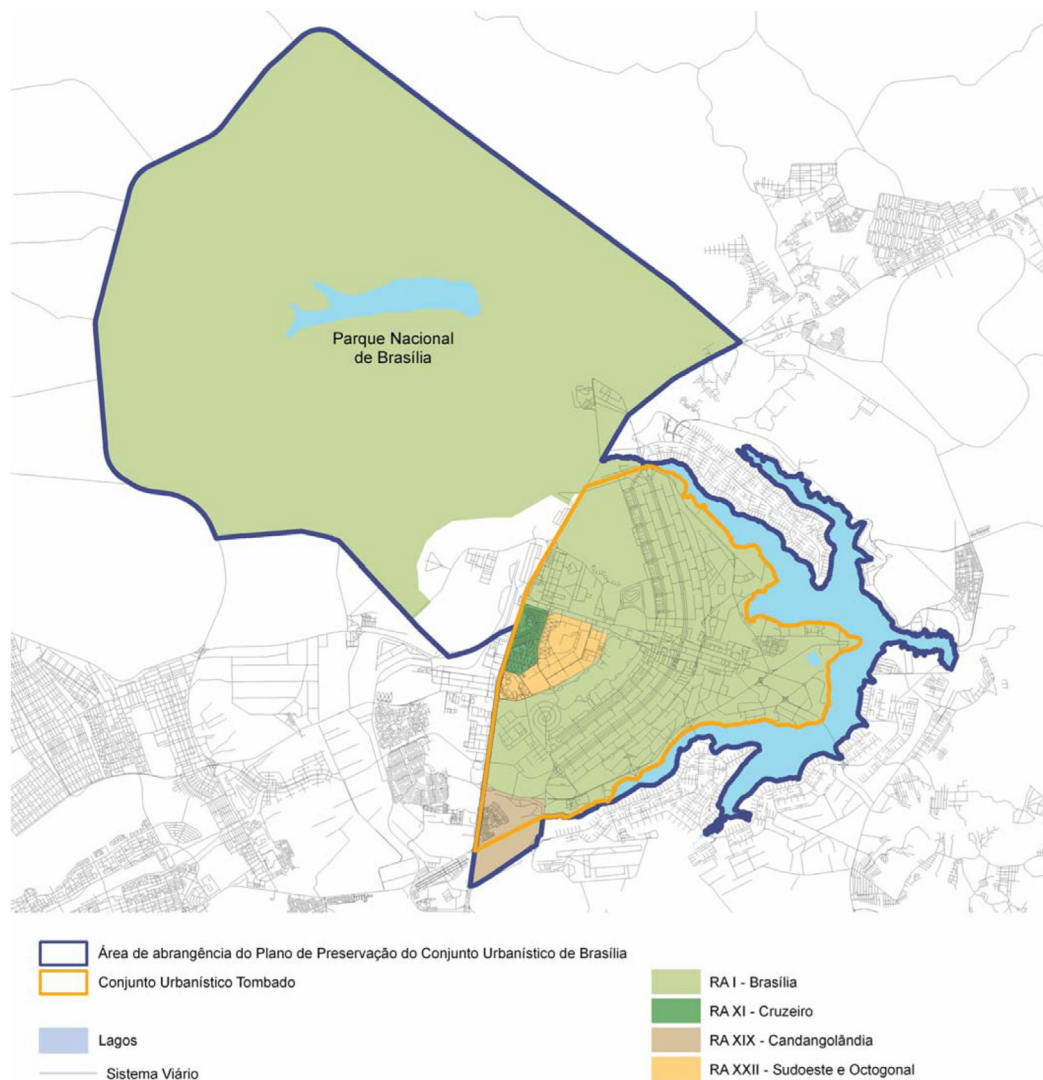 Parque Nacional
de Brasília
Área de abrangência do Plano de Preservação do Conjunto Urbanístico de Brasília
Conjunto Urbanístico Tombado
Lagos
Sistema Viário
RA I - Brasília
RA XI - Cruzeiro
RA XIX - Candangolândia
RA XXII - Sudoeste e Octogonal